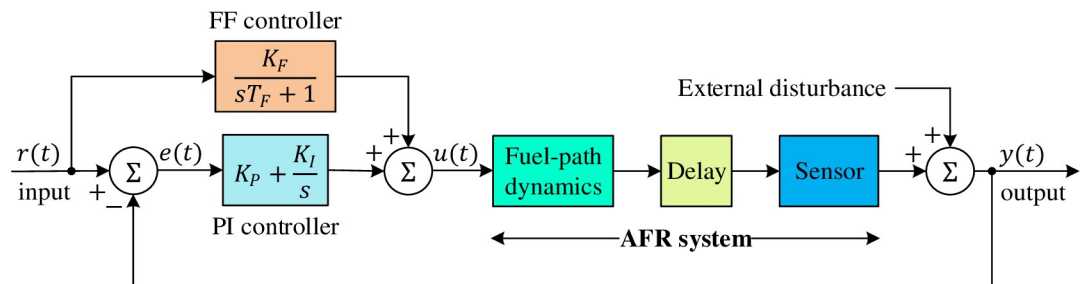 FF controller
K_F
sT_F + 1
+
External disturbance
r(t)
e(t)
+
+
u(t)
+
+
y(t)
Σ
K_P + K_I/s
Σ
Fuel-path
dynamics
Delay
Sensor
Σ
input
+
−
output
PI controller
AFR system